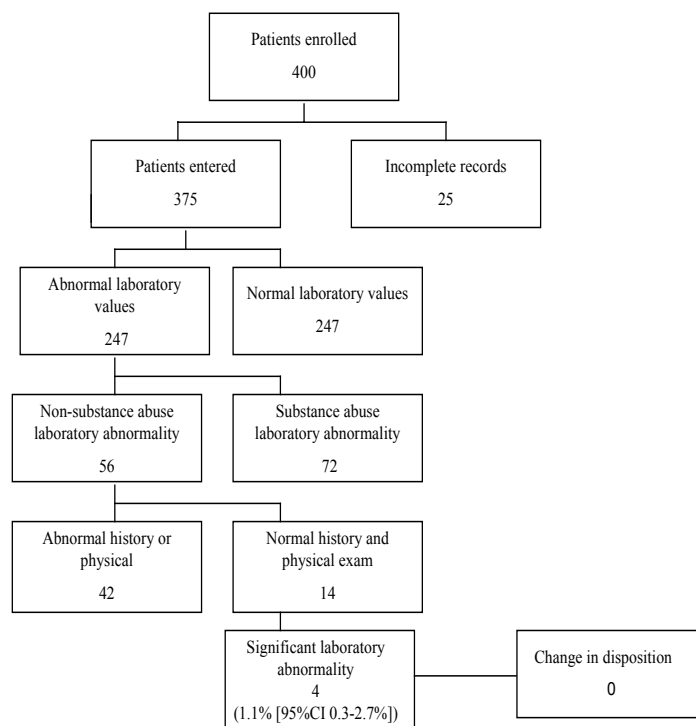 Patients enrolled
400
Patients entered
375
Incomplete records
25
Abnormal laboratory
values
247
Normal laboratory values
247
Non-substance abuse
laboratory abnormality
56
Substance abuse
laboratory abnormality
72
Abnormal history or
physical
42
Normal history and
physical exam
14
Significant laboratory
abnormality
4
(1.1% [95%CI 0.3-2.7%])
Change in disposition
0